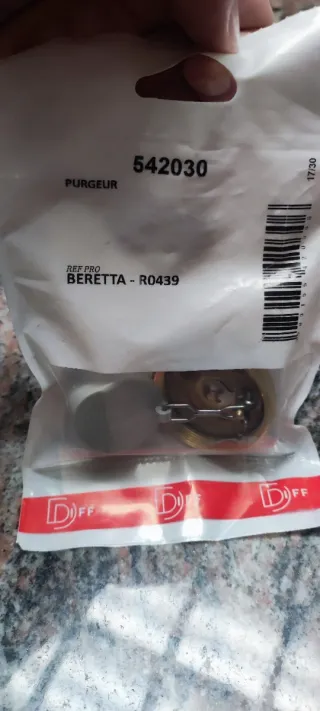 542030
PURGEUR
17/30
REF PRO
BERETTA - R0439
DIFF DIFF DIFF